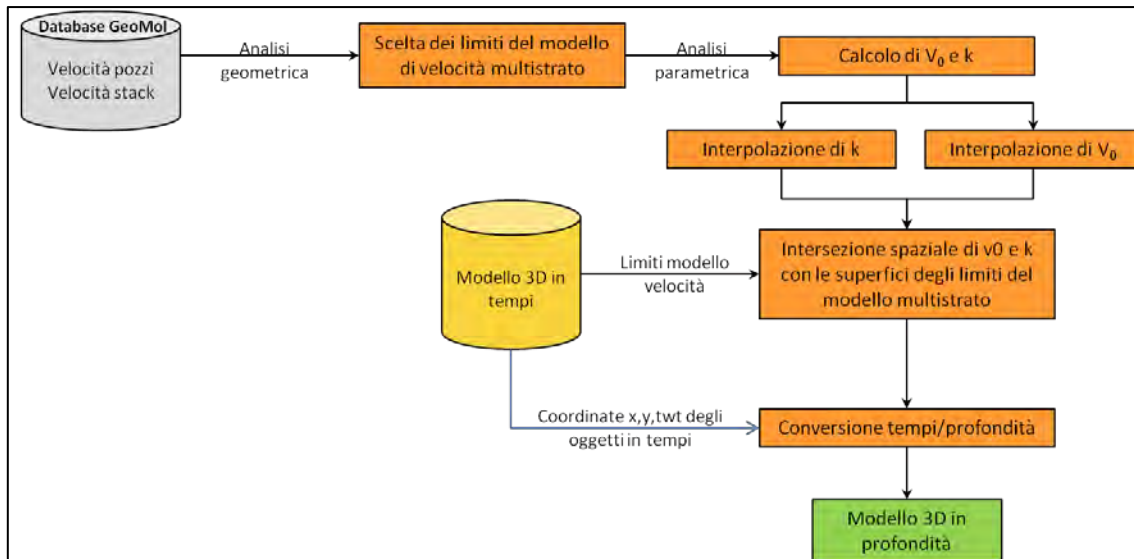 Database GeoMol
Velocità pozzi
Velocità stack
Analisi
geometrica
Scelta dei limiti del modello
di velocità multistrato
Analisi
parametrica
Calcolo di V₀ e k
Interpolazione di k
Interpolazione di V₀
Modello 3D in
tempi
Limiti modello
velocità
Intersezione spaziale di v0 e k
con le superfici degli limiti del
modello multistrato
Coordinate x,y,twt degli
oggetti in tempi
Conversione tempi/profondità
Modello 3D in
profondità